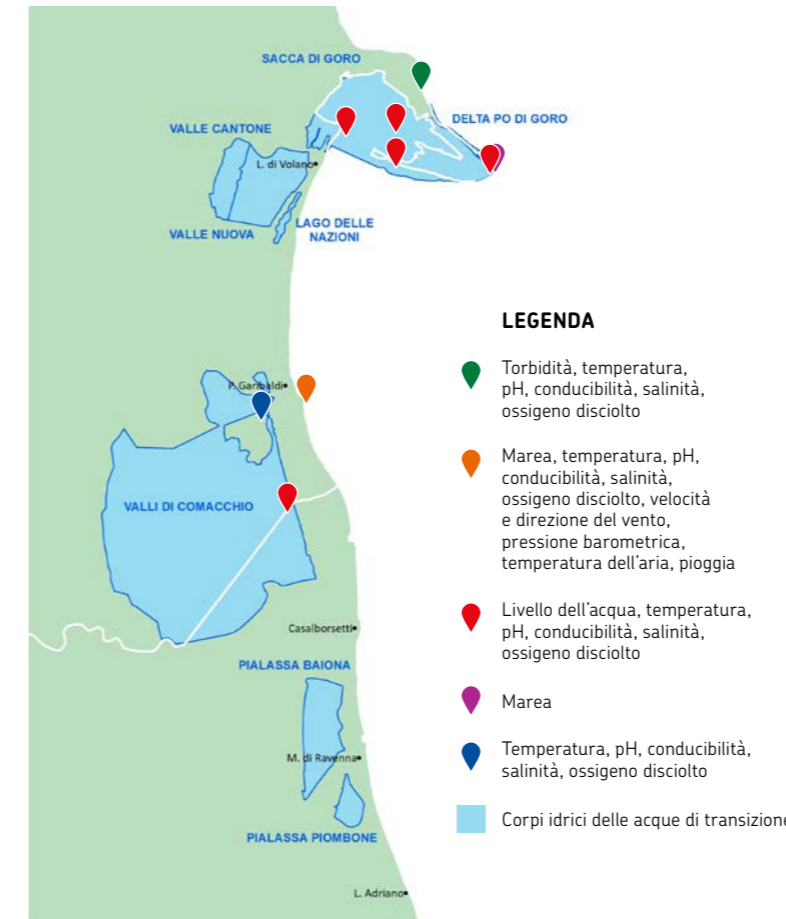 SACCA DI GORO
DELTA PO DI GORO
VALLE CANTONE
L. di Volano
LAGO DELLE
NAZIONI
VALLE NUOVA
P. Garibaldi
VALLI DI COMACCHIO
Casalborsetti
PIALASSA BAIONA
M. di Ravenna
PIALASSA PIOMBONE
L. Adriano
LEGENDA
Torbidità, temperatura,
pH, conducibilità, salinità,
ossigeno disciolto
Marea, temperatura, pH,
conducibilità, salinità,
ossigeno disciolto, velocità
e direzione del vento,
pressione barometrica,
temperatura dell'aria, pioggia
Livello dell'acqua, temperatura,
pH, conducibilità, salinità,
ossigeno disciolto
Marea
Temperatura, pH, conducibilità,
salinità, ossigeno disciolto
Corpi idrici delle acque di transizione